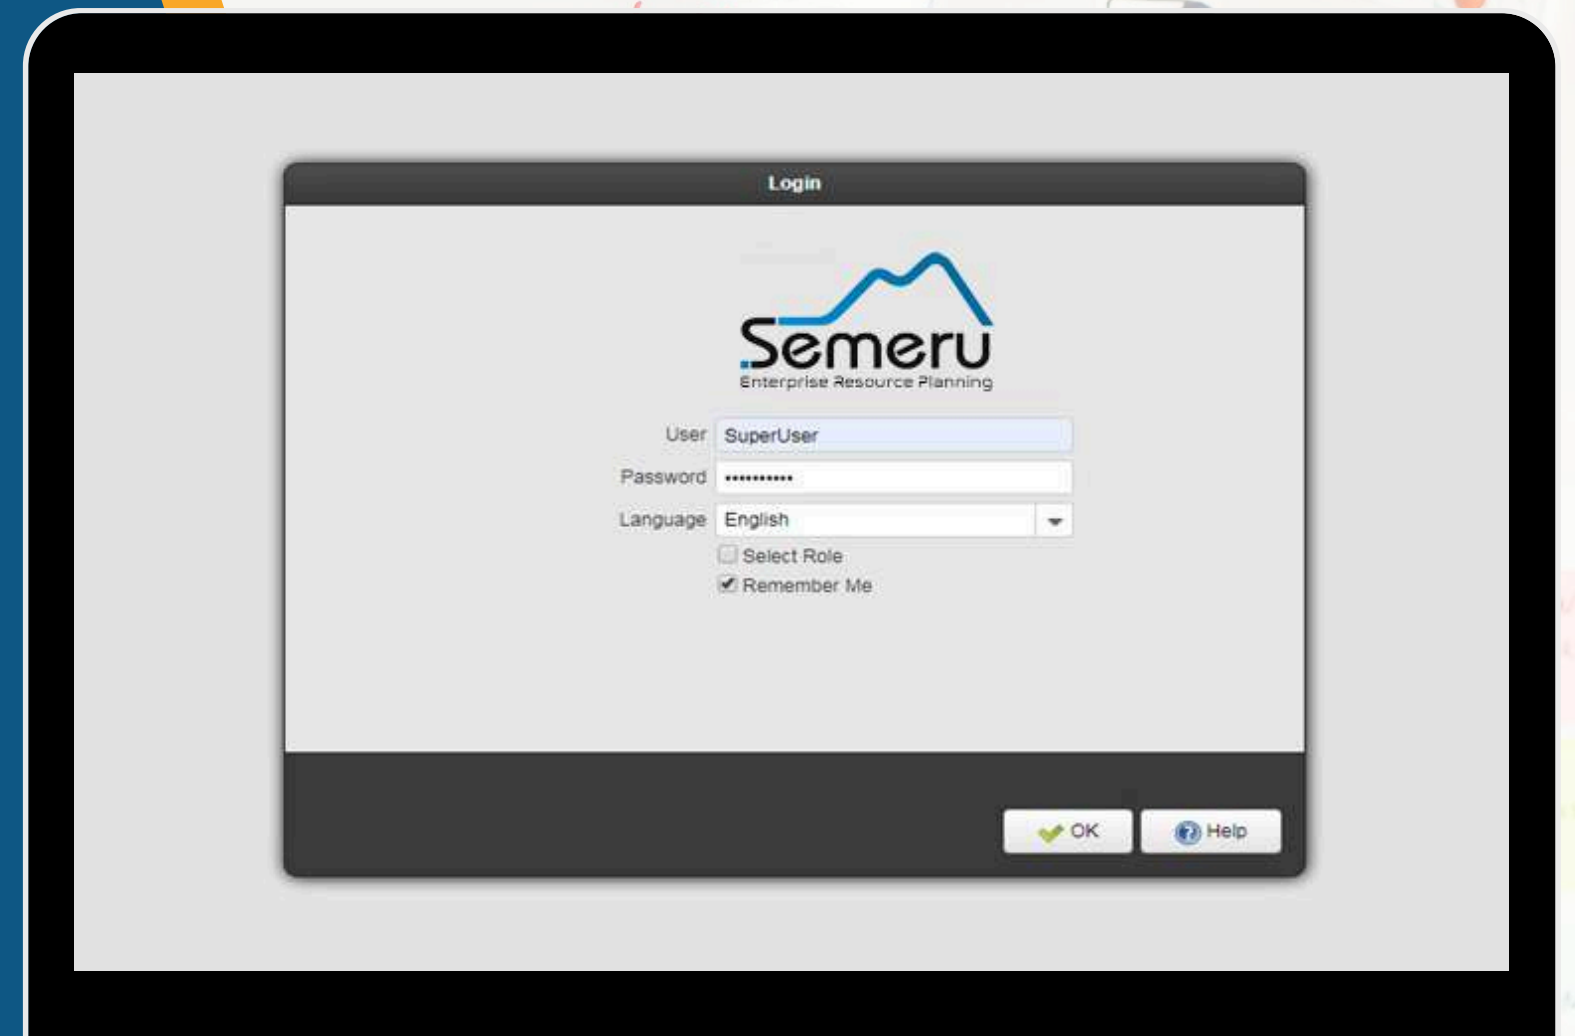 Login
Semeru
Enterprise Resource Planning
User SuperUser
Password ••••••••••
Language English
Select Role
Remember Me
OK Help